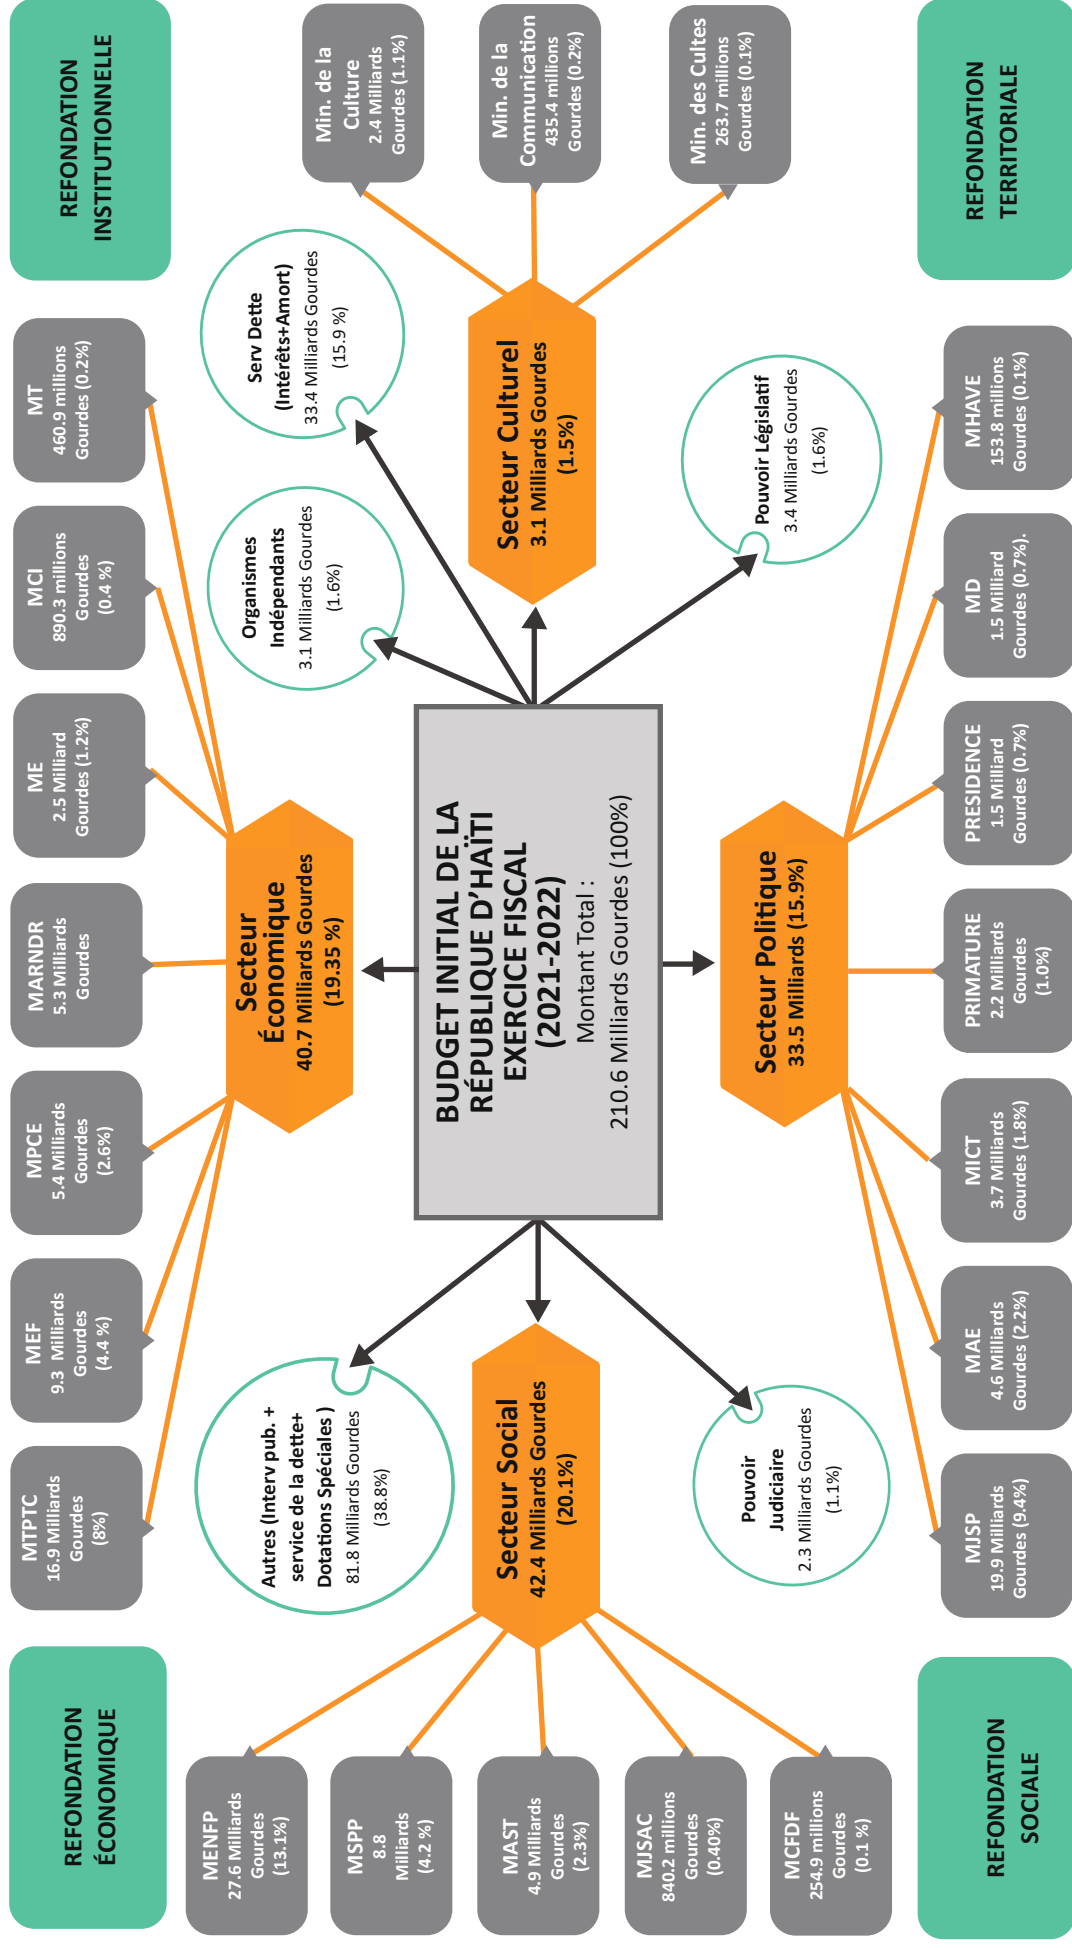 REFONDATION
ÉCONOMIQUE
MTPTC
16.9 Milliards
Gourdes
(8%)
MEF
9.3 Milliards
Gourdes
(4.4 %)
MPCE
5.4 Milliards
Gourdes
(2.6%)
MARNDR
5.3 Milliards
Gourdes
ME
2.5 Milliard
Gourdes (1.2%)
MCI
890.3 millions
Gourdes
(0.4 %)
MT
460.9 millions
Gourdes (0.2%)
REFONDATION
INSTITUTIONNELLE
Autres (Interv pub. +
service de la dette+
Dotations Spéciales )
81.8 Milliards Gourdes
(38.8%)
Secteur
Économique
40.7 Milliards Gourdes
(19.35 %)
Organismes
Indépendants
3.1 Milliards Gourdes
(1.6%)
Serv Dette
(Intérêts+Amort)
33.4 Milliards Gourdes
(15.9 %)
MENFP
27.6 Milliards
Gourdes
(13.1%)
MSPP
8.8
Milliards
(4.2 %)
MAST
4.9 Milliards
Gourdes
(2.3%)
MJSAC
840.2 millions
Gourdes
(0.40%)
MCFDF
254.9 millions
Gourdes
(0.1 %)
Secteur Social
42.4 Milliards Gourdes
(20.1%)
BUDGET INITIAL DE LA
RÉPUBLIQUE D’HAÏTI
EXERCICE FISCAL
(2021-2022)
Montant Total :
210.6 Milliards Gourdes (100%)
Secteur Culturel
3.1 Milliards Gourdes
(1.5%)
Min. de la
Culture
2.4 Milliards
Gourdes (1.1%)
Min. de la
Communication
435.4 millions
Gourdes (0.2%)
Min. des Cultes
263.7 millions
Gourdes (0.1%)
Pouvoir
Judiciaire
2.3 Milliards Gourdes
(1.1%)
Secteur Politique
33.5 Milliards (15.9%)
Pouvoir Législatif
3.4 Milliards Gourdes
(1.6%)
REFONDATION
SOCIALE
MJSP
19.9 Milliards
Gourdes (9.4%)
MAE
4.6 Milliards
Gourdes (2.2%)
MICT
3.7 Milliards
Gourdes (1.8%)
PRIMATURE
2.2 Milliards
Gourdes
(1.0%)
PRESIDENCE
1.5 Milliard
Gourdes (0.7%)
MD
1.5 Milliard
Gourdes (0.7%).
MHAVE
153.8 millions
Gourdes (0.1%)
REFONDATION
TERRITORIALE